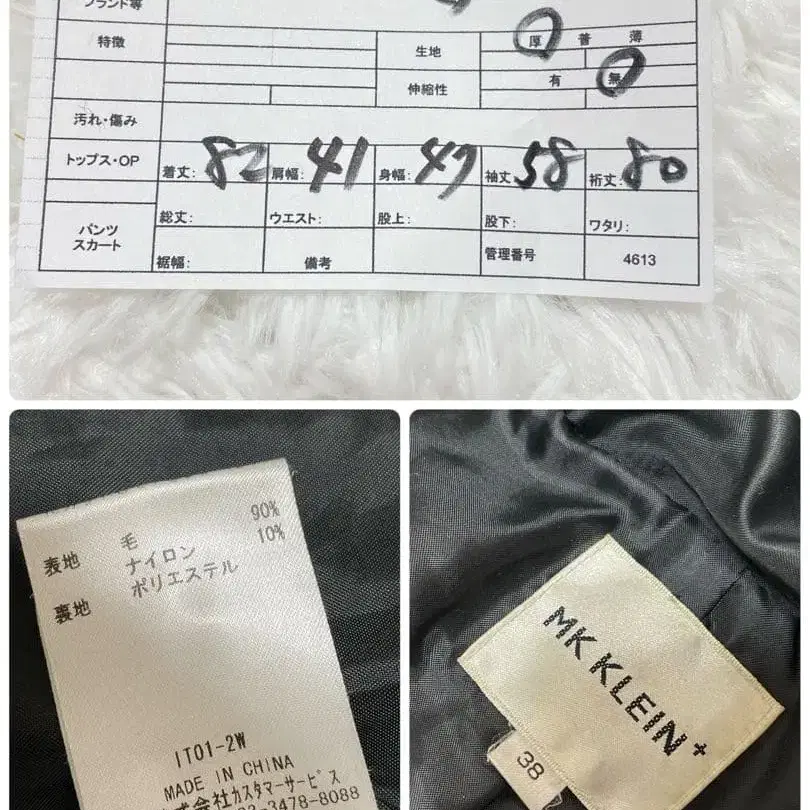 ブランド等
特徴 生地 厚 普 薄
伸縮性 有 無
汚れ・傷み
トップス・OP 着丈: 82 肩幅: 41 身幅: 47 袖丈: 58 裄丈: 80
パンツ
スカート
総丈: ウエスト: 股上: 股下: ワタリ:
裾幅: 備考 管理番号 4613
表地 毛 90%
ナイロン 10%
裏地 ポリエステル
IT01-2W
MADE IN CHINA
株式会社カスタマーサービス
3-3478-8088
MK KLEIN+
38